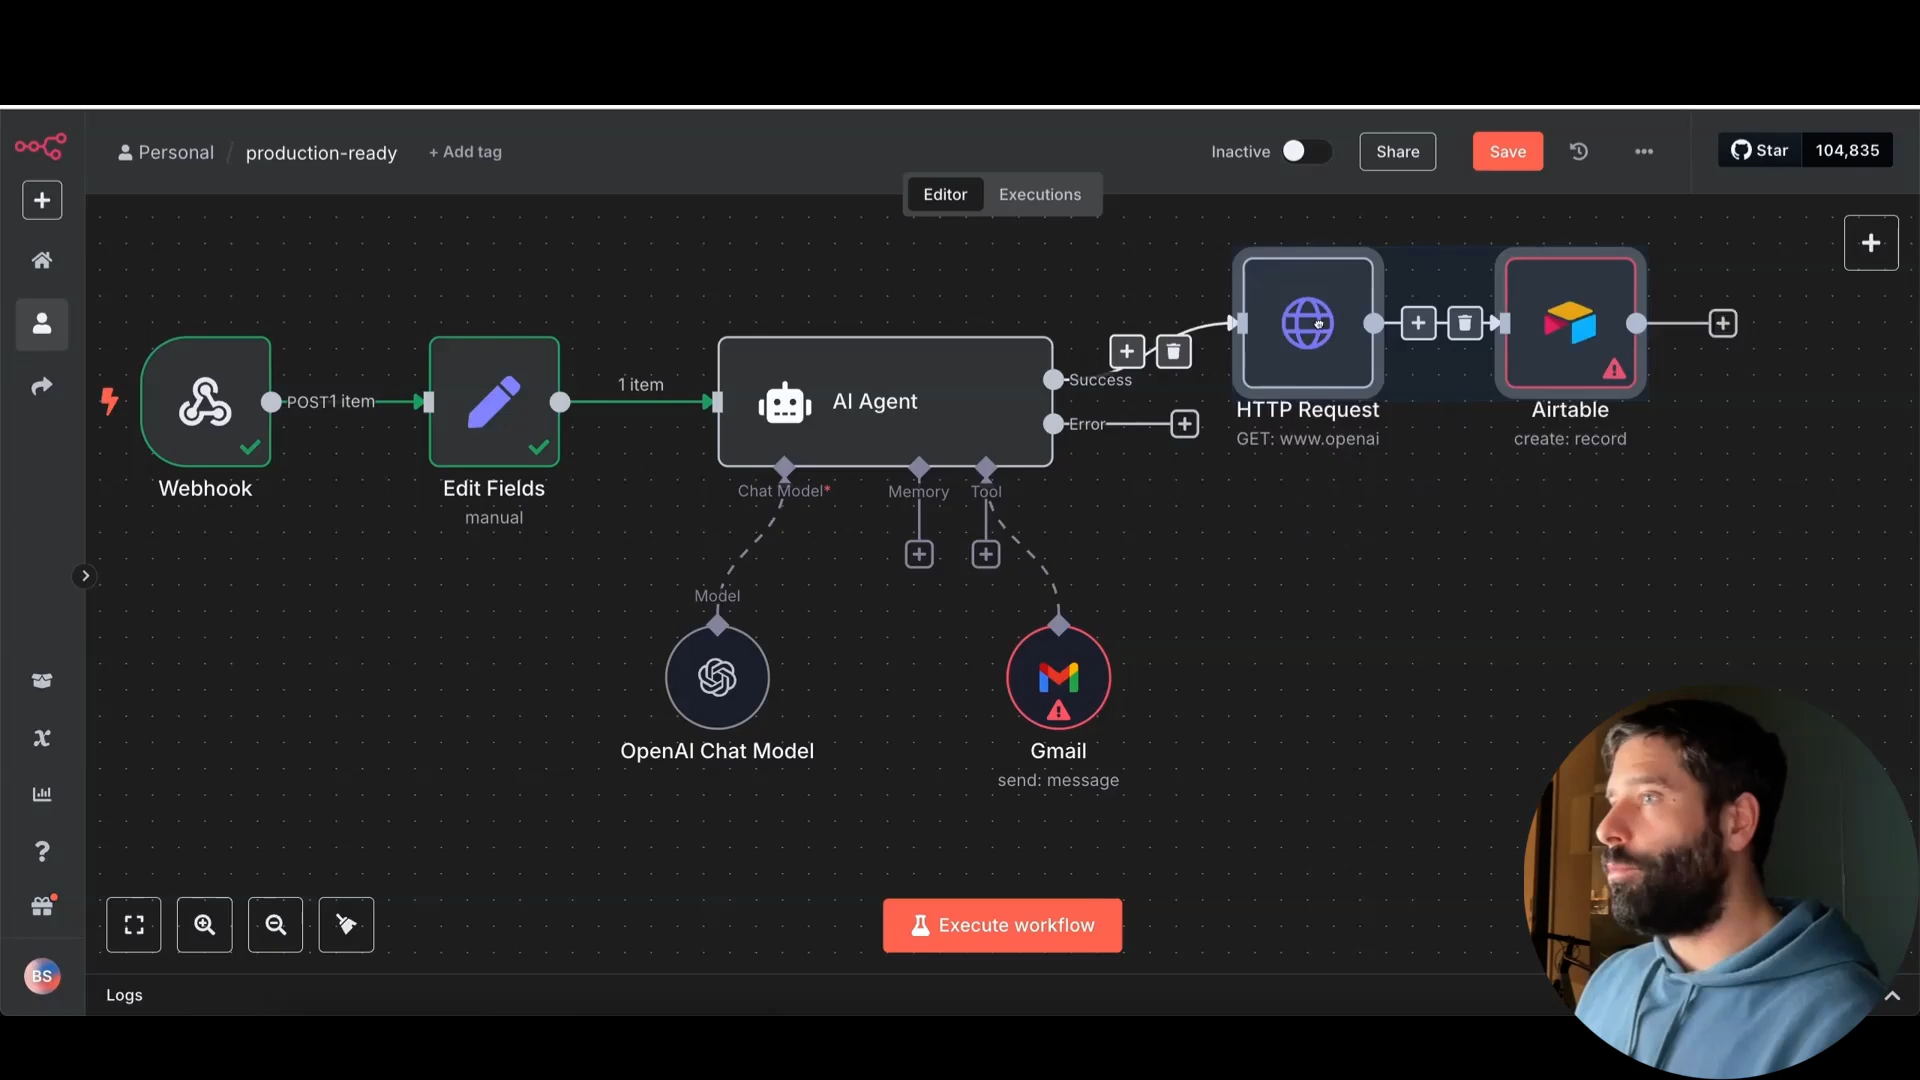 Personal / production-ready + Add tag
Inactive
Share
Save
Star 104,835
Editor Executions
POST1 item
1 item
AI Agent
Success
Error
HTTP Request
GET: www.openai
Airtable
create: record
Webhook
Edit Fields
manual
Chat Model*
Memory
Tool
Model
OpenAI Chat Model
Gmail
send: message
Execute workflow
BS
Logs